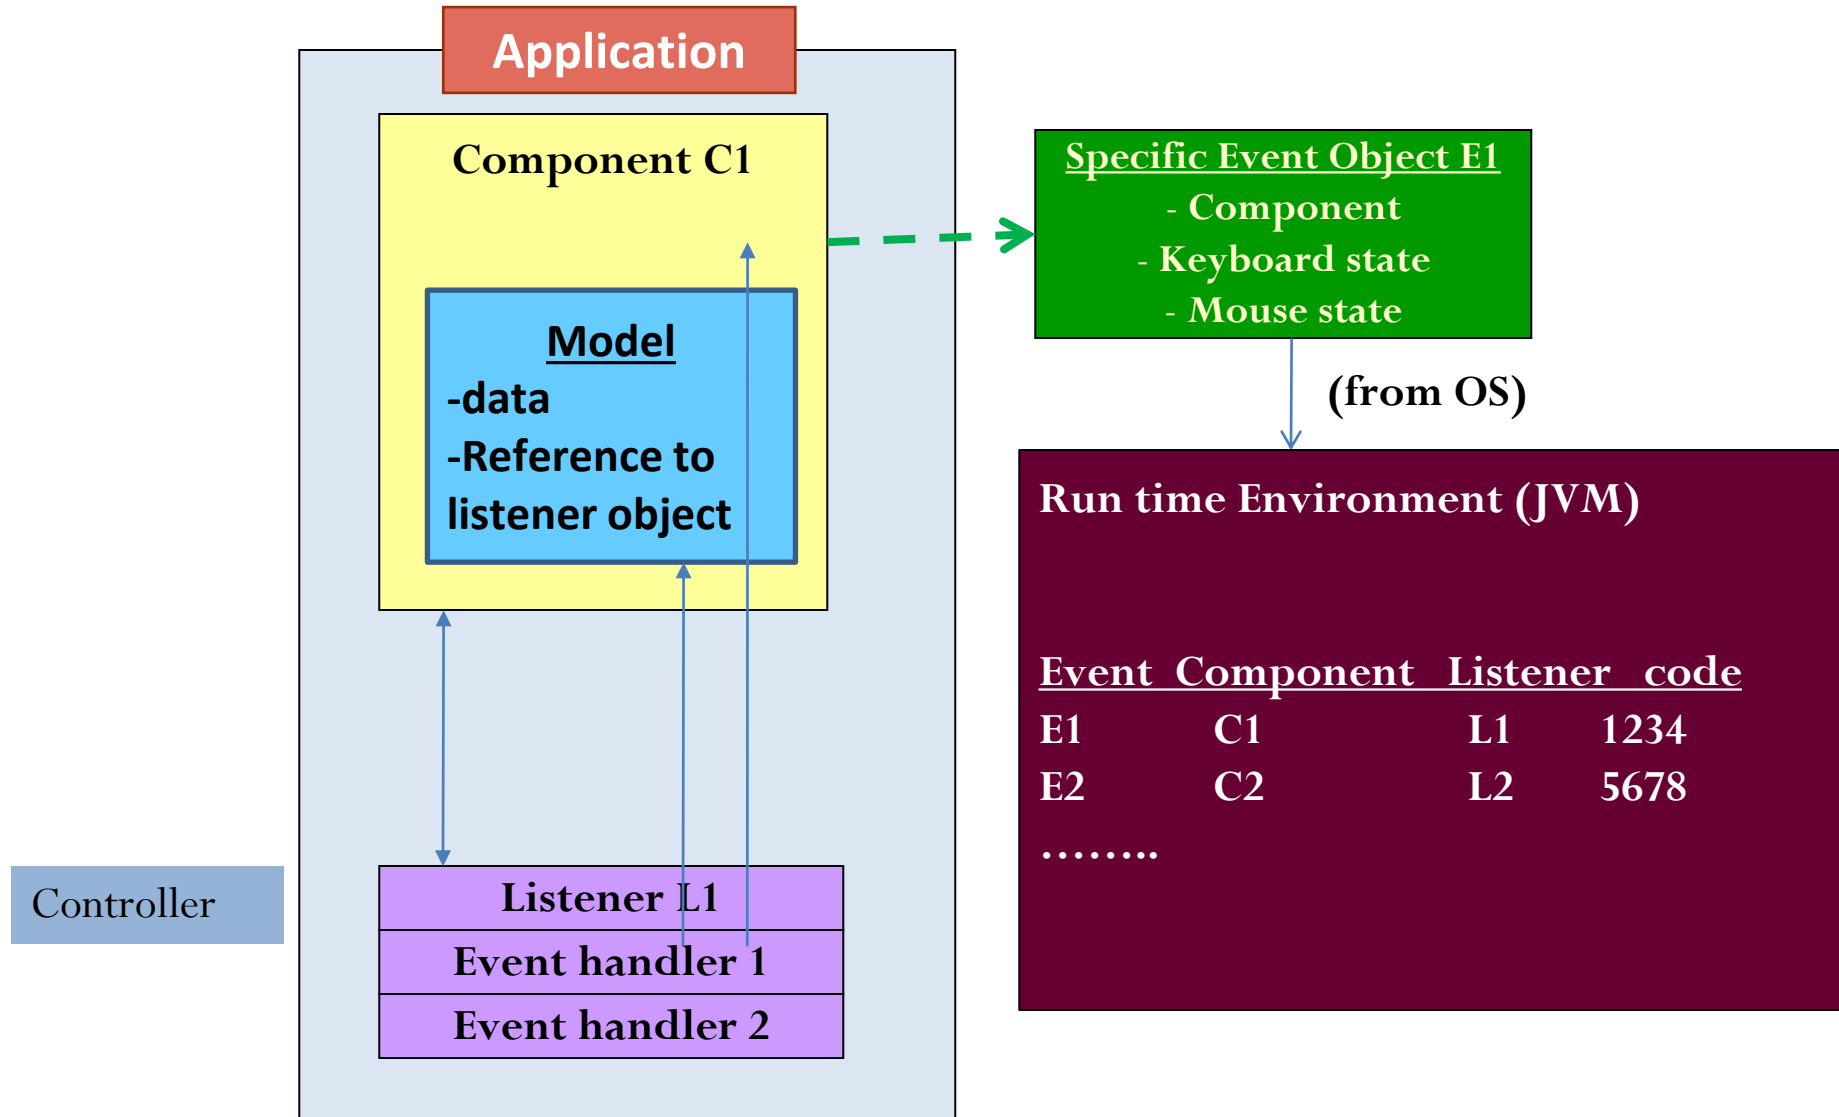 Application
Component C1
Model
-data
-Reference to
listener object
Specific Event Object E1
- Component
- Keyboard state
- Mouse state
(from OS)
Run time Environment (JVM)
Event Component Listener code
E1 C1 L1 1234
E2 C2 L2 5678
……..
Controller
Listener L1
Event handler 1
Event handler 2